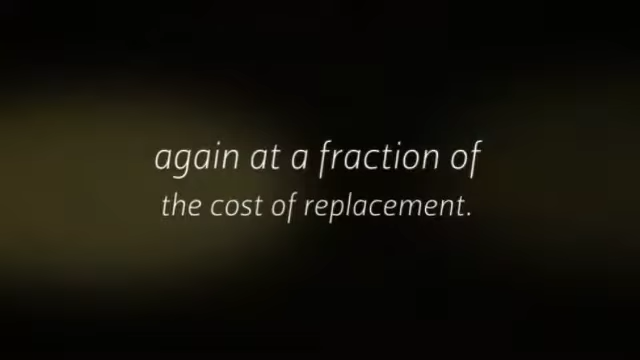 again at a fraction of
the cost of replacement.